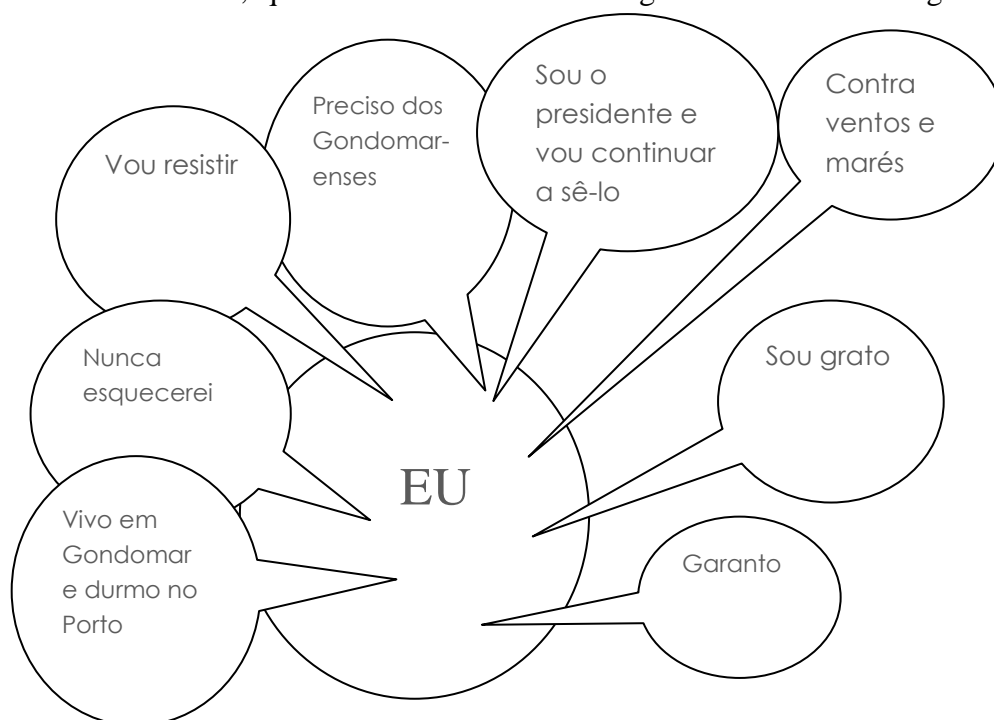 Vou resistir
Preciso dos
Gondomar-
enses
Sou o
presidente e
vou continuar
a sê-lo
Contra
ventos e
marés
Nunca
esquecerei
Sou grato
EU
Vivo em
Gondomar
e durmo no
Porto
Garanto